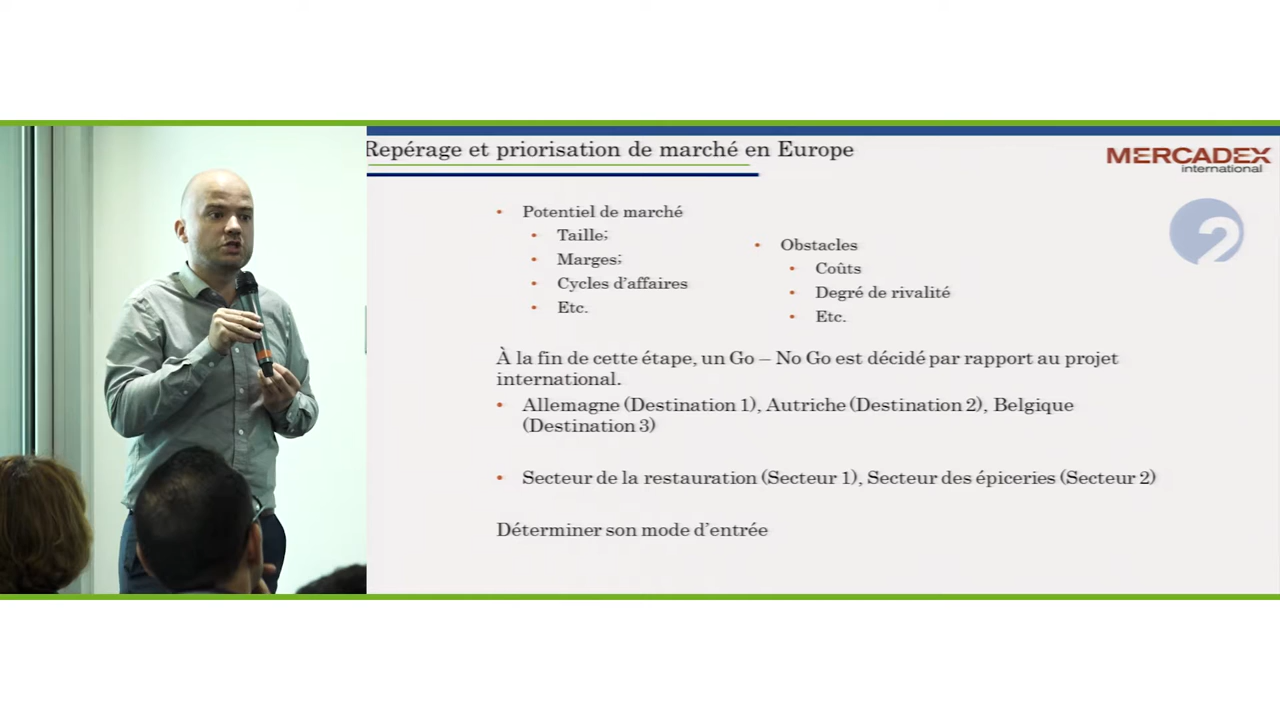 Repérage et priorisation de marché en Europe
MERCADEX
international
2
• Potentiel de marché
• Taille;
• Marges;
• Cycles d'affaires
• Etc.
• Obstacles
• Coûts
• Degré de rivalité
• Etc.
À la fin de cette étape, un Go – No Go est décidé par rapport au projet
international.
• Allemagne (Destination 1), Autriche (Destination 2), Belgique
(Destination 3)
• Secteur de la restauration (Secteur 1), Secteur des épiceries (Secteur 2)
Déterminer son mode d'entrée